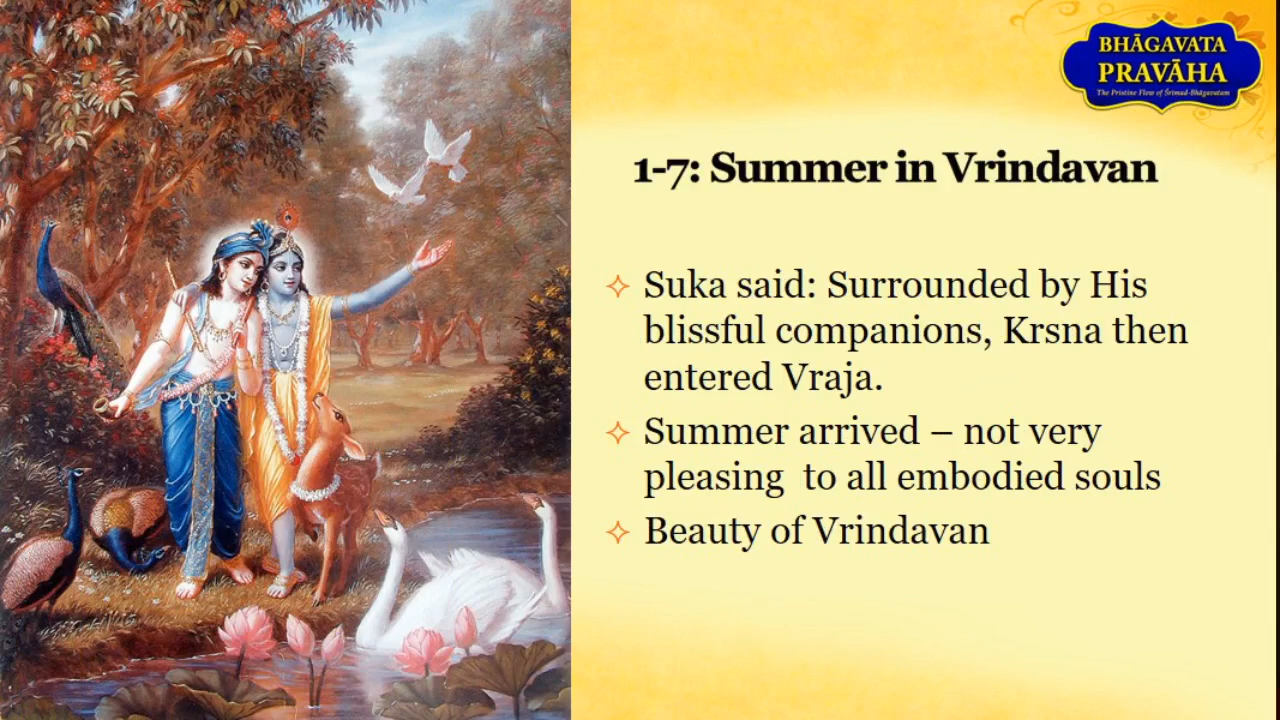 BHĀGAVATA
PRAVĀHA
The Pristine Flow of Śrīmad-Bhāgavatam
1-7: Summer in Vrindavan
Suka said: Surrounded by His
blissful companions, Krsna then
entered Vraja.
Summer arrived – not very
pleasing  to all embodied souls
Beauty of Vrindavan